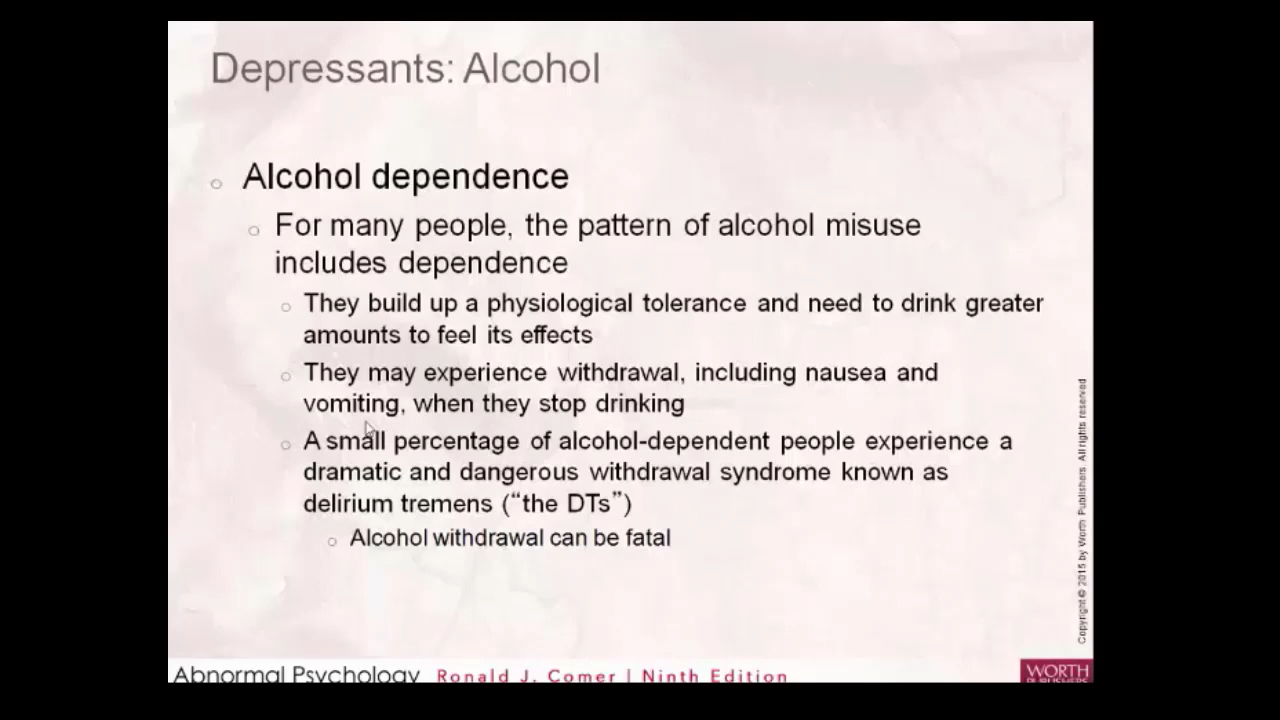 Depressants: Alcohol
Alcohol dependence
For many people, the pattern of alcohol misuse
includes dependence
They build up a physiological tolerance and need to drink greater
amounts to feel its effects
They may experience withdrawal, including nausea and
vomiting, when they stop drinking
A small percentage of alcohol-dependent people experience a
dramatic and dangerous withdrawal syndrome known as
delirium tremens (“the DTs”)
Alcohol withdrawal can be fatal
Copyright © 2015 by Worth Publishers. All rights reserved
Abnormal Psychology Ronald J. Comer | Ninth Edition
WORTH
PUBLISHERS